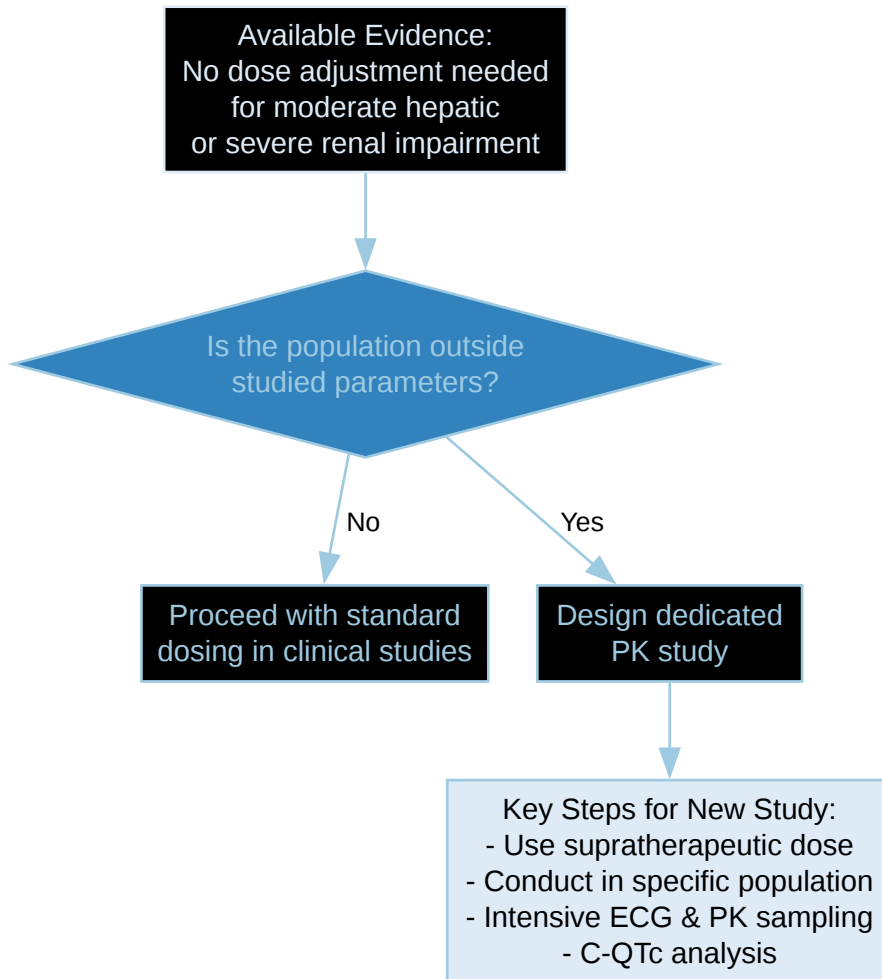 Available Evidence:
No dose adjustment needed
for moderate hepatic
or severe renal impairment
Is the population outside
studied parameters?
No
Yes
Proceed with standard
dosing in clinical studies
Design dedicated
PK study
Key Steps for New Study:
- Use supratherapeutic dose
- Conduct in specific population
- Intensive ECG & PK sampling
- C-QTc analysis